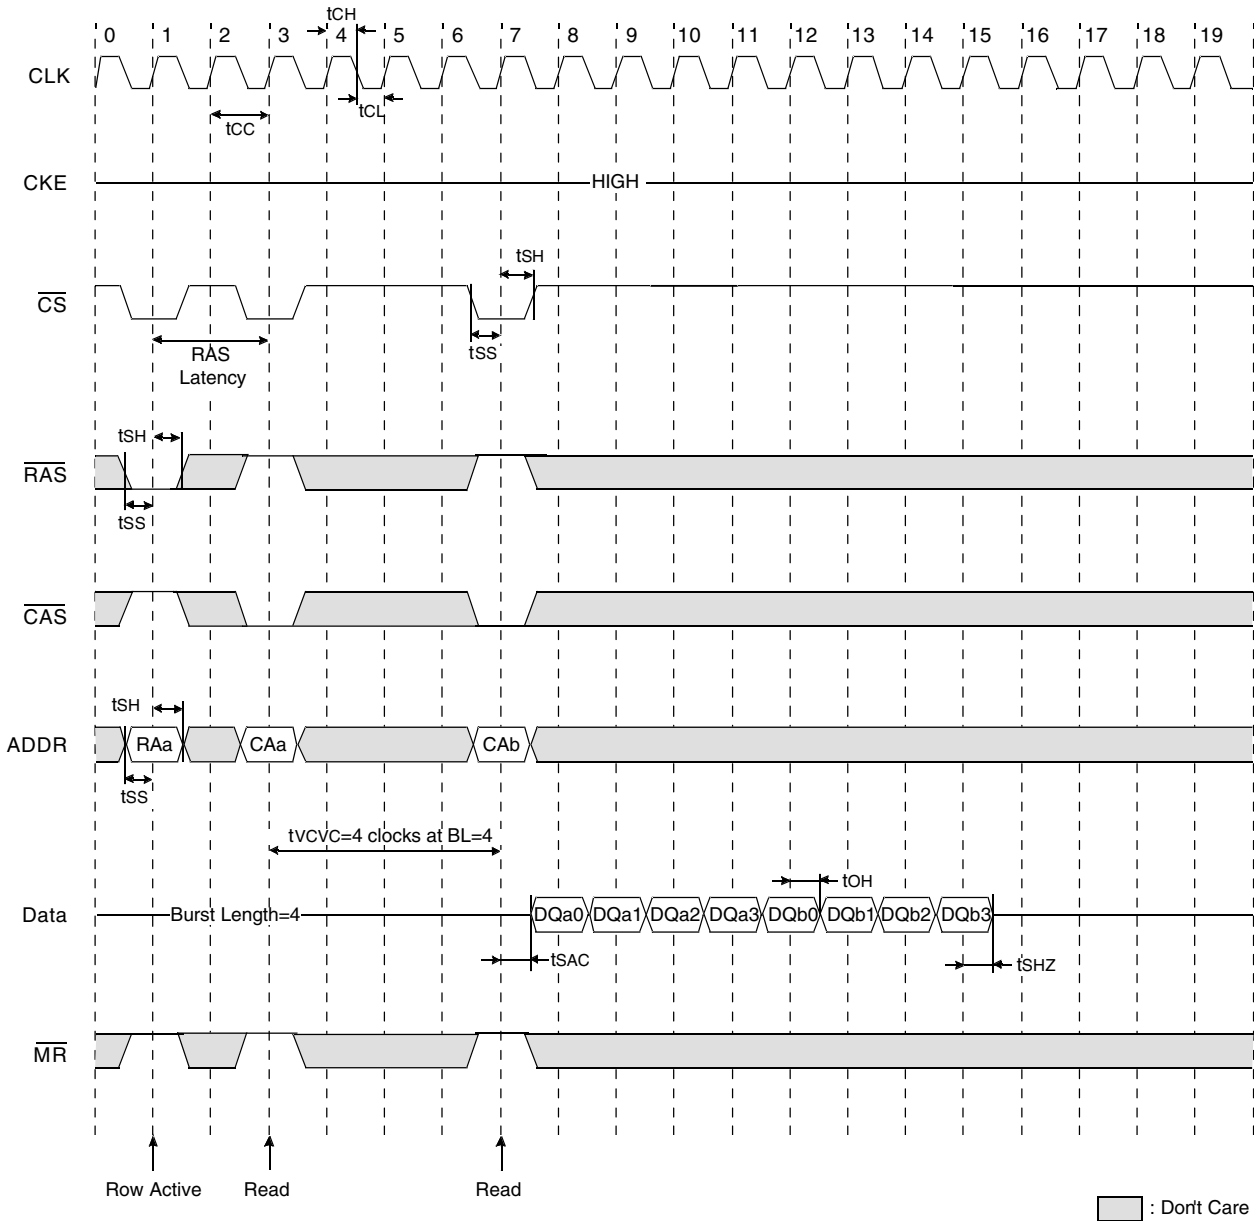 tCH
0 1 2 3 4 5 6 7 8 9 10 11 12 13 14 15 16 17 18 19
CLK
tCL
tCC
CKE
HIGH
tSH
CS
tSS
RAS
Latency
tSH
RAS
tSS
CAS
tSH
ADDR RAa CAa CAb
tSS
tVCVC=4 clocks at BL=4
tOH
Data Burst Length=4 DQa0 DQa1 DQa2 DQa3 DQb0 DQb1 DQb2 DQb3
tSAC tSHZ
MR
Row Active Read Read
: Don't Care